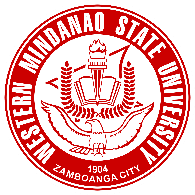 WESTERN MINDANAO STATE UNIVERSITY
1904
ZAMBOANGA CITY